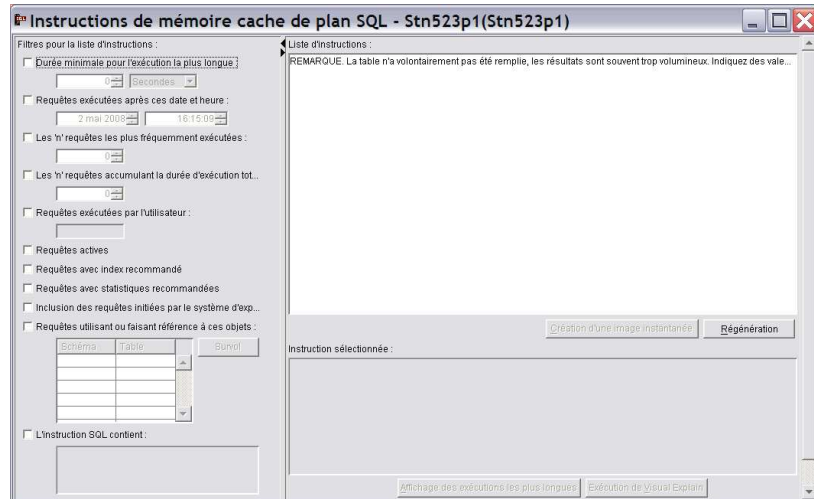 Instructions de mémoire cache de plan SQL - Stn523p1(Stn523p1)
Filtres pour la liste d'instructions :
Durée minimale pour l'exécution la plus longue :
0 Secondes
Requêtes exécutées après ces date et heure :
2 mai 2008 16:15:09
Les 'n' requêtes les plus fréquemment exécutées :
0
Les 'n' requêtes accumulant la durée d'exécution tot...
0
Requêtes exécutées par l'utilisateur :
Requêtes actives
Requêtes avec index recommandé
Requêtes avec statistiques recommandées
Inclusion des requêtes initiées par le système d'exp...
Requêtes utilisant ou faisant référence à ces objets :
Schéma Table Survol
L'instruction SQL contient :
Liste d'instructions :
REMARQUE. La table n'a volontairement pas été remplie, les résultats sont souvent trop volumineux. Indiquez des vale...
Création d'une image instantanée Régénération
Instruction sélectionnée :
Affichage des exécutions les plus longues Exécution de Visual Explain